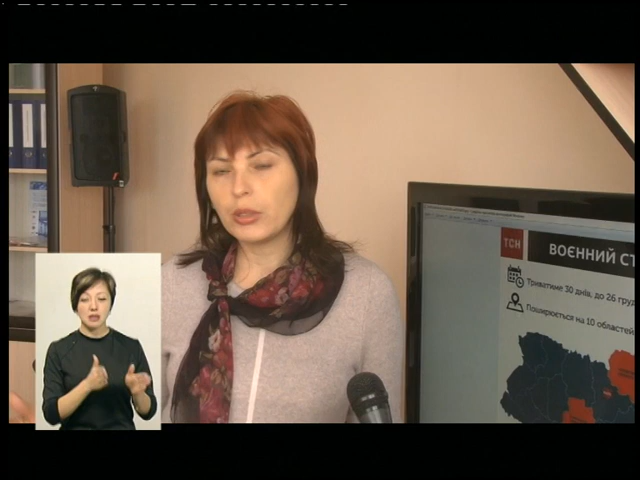 ТСН
ВОЄННИЙ СТ
Триватиме 30 днів, до 26 груд
Поширюється на 10 областей